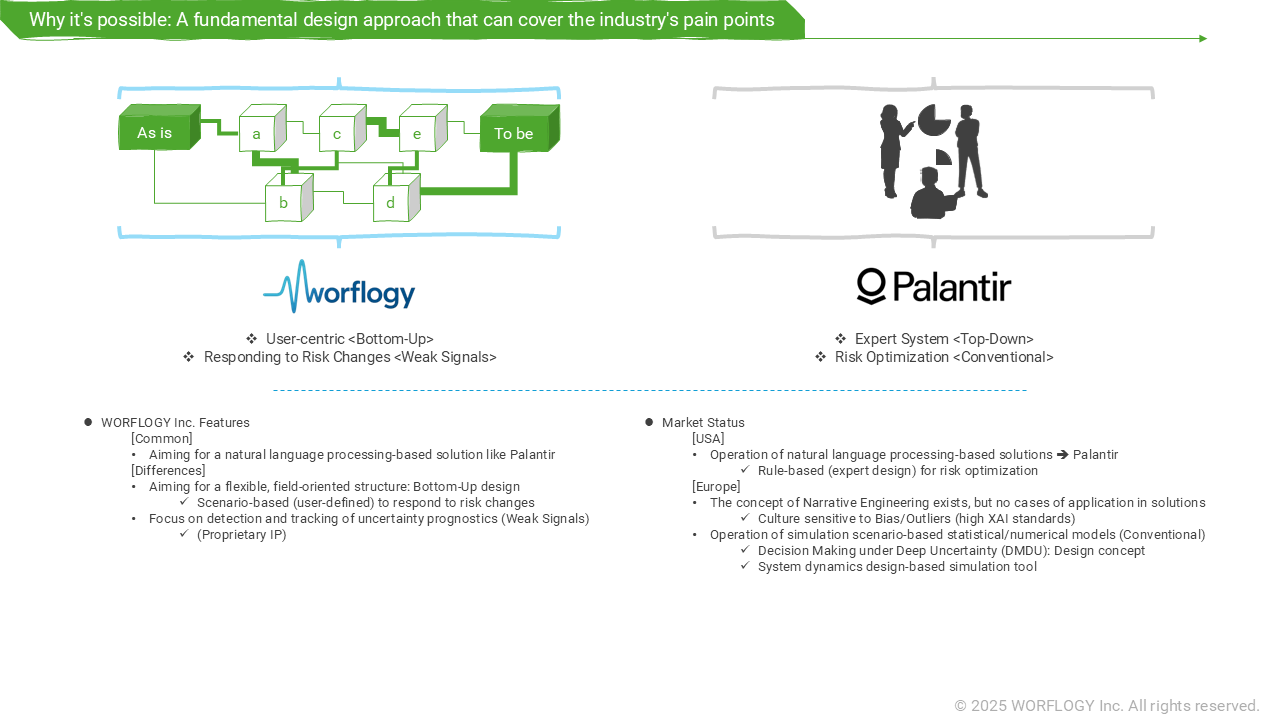 Why it's possible: A fundamental design approach that can cover the industry's pain points
As is
a
c
e
To be
b
d
worflogy
Palantir
❖ User-centric <Bottom-Up>
❖ Responding to Risk Changes <Weak Signals>
❖ Expert System <Top-Down>
❖ Risk Optimization <Conventional>
● WORFLOGY Inc. Features
[Common]
• Aiming for a natural language processing-based solution like Palantir
[Differences]
• Aiming for a flexible, field-oriented structure: Bottom-Up design
✓ Scenario-based (user-defined) to respond to risk changes
• Focus on detection and tracking of uncertainty prognostics (Weak Signals)
✓ (Proprietary IP)
● Market Status
[USA]
• Operation of natural language processing-based solutions ➔ Palantir
✓ Rule-based (expert design) for risk optimization
[Europe]
• The concept of Narrative Engineering exists, but no cases of application in solutions
✓ Culture sensitive to Bias/Outliers (high XAI standards)
• Operation of simulation scenario-based statistical/numerical models (Conventional)
✓ Decision Making under Deep Uncertainty (DMDU): Design concept
✓ System dynamics design-based simulation tool
© 2025 WORFLOGY Inc. All rights reserved.